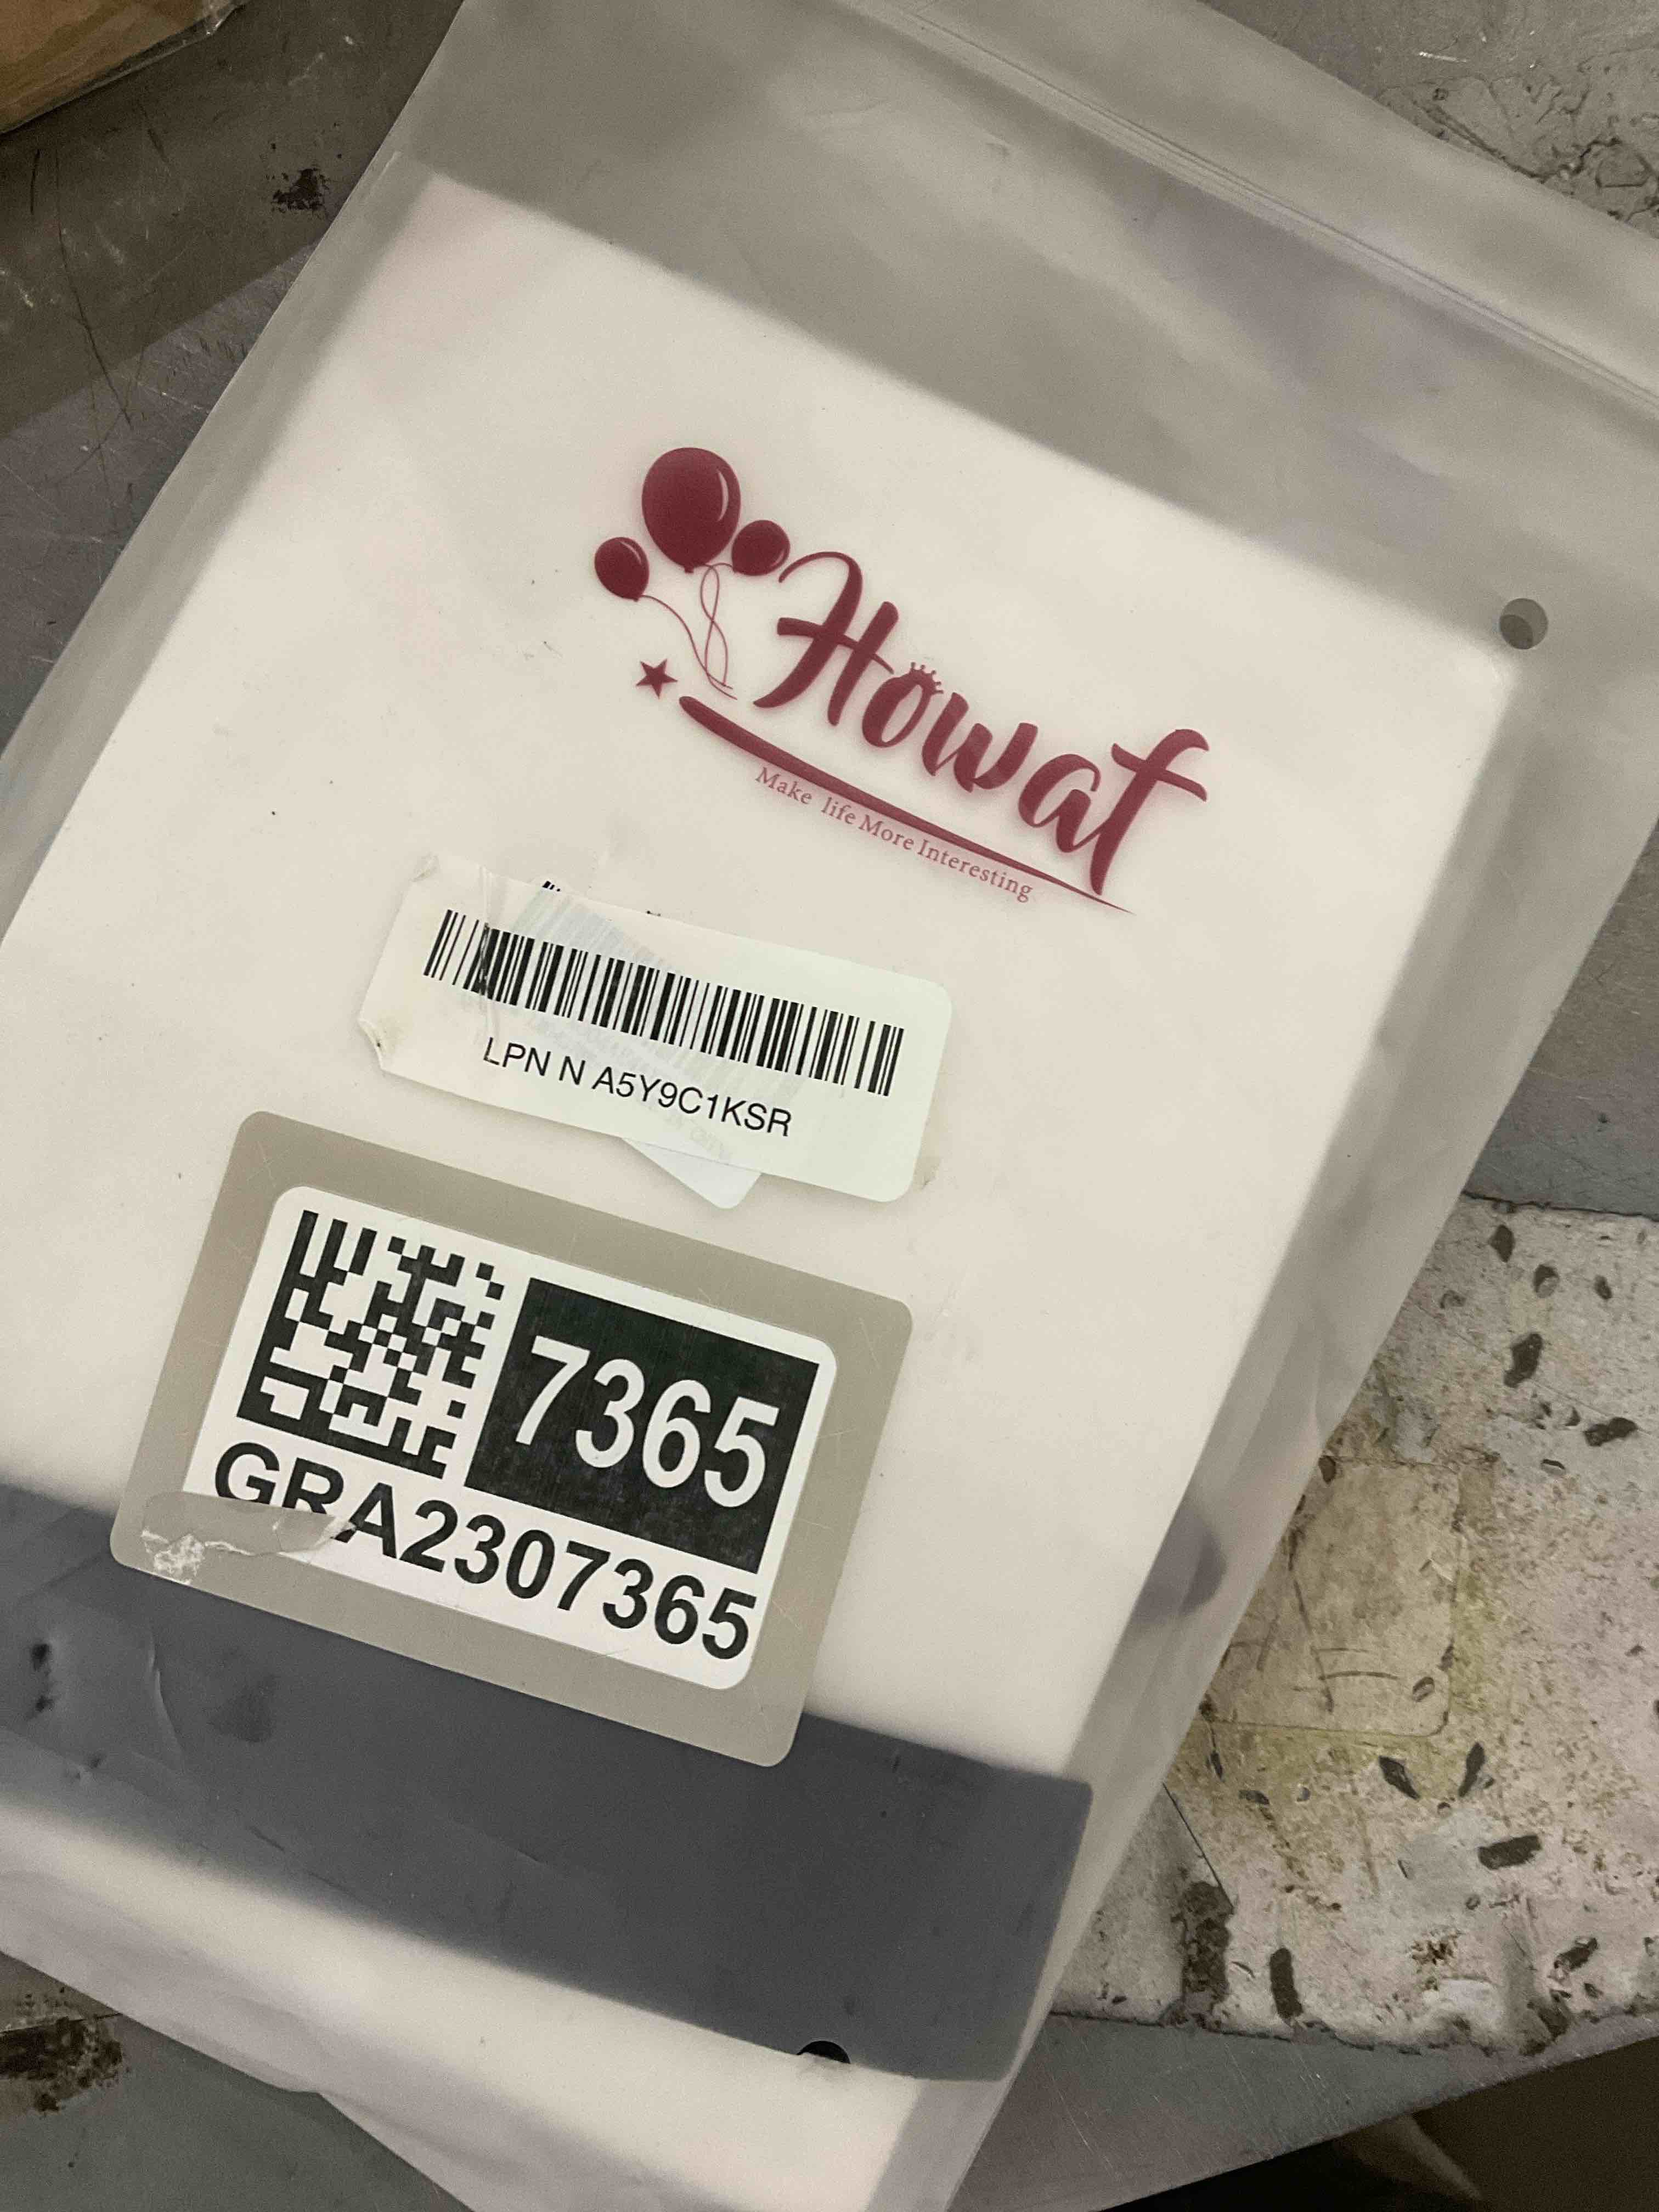 Howaf
Make life More Interesting
LPN N A5Y9C1KSR
7365
GRA2307365